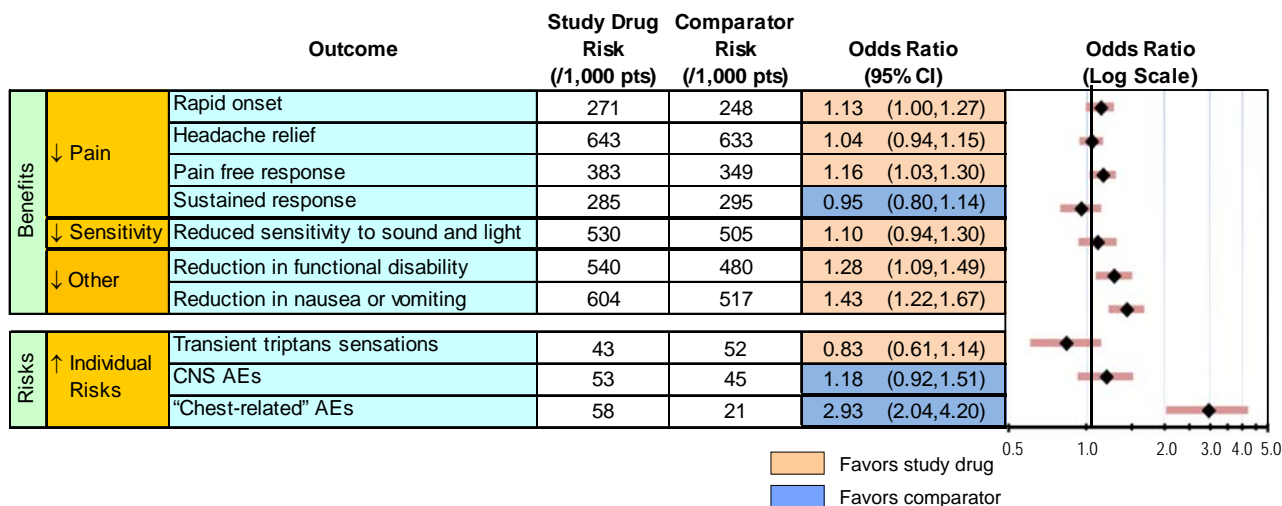 Outcome
Study Drug Risk (/1,000 pts)
Comparator Risk (/1,000 pts)
Odds Ratio (95% CI)
Odds Ratio (Log Scale)
Benefits
↓ Pain
Rapid onset 271 248 1.13 (1.00,1.27)
Headache relief 643 633 1.04 (0.94,1.15)
Pain free response 383 349 1.16 (1.03,1.30)
Sustained response 285 295 0.95 (0.80,1.14)
↓ Sensitivity Reduced sensitivity to sound and light 530 505 1.10 (0.94,1.30)
↓ Other
Reduction in functional disability 540 480 1.28 (1.09,1.49)
Reduction in nausea or vomiting 604 517 1.43 (1.22,1.67)
Risks
↑ Individual Risks
Transient triptans sensations 43 52 0.83 (0.61,1.14)
CNS AEs 53 45 1.18 (0.92,1.51)
“Chest-related” AEs 58 21 2.93 (2.04,4.20)
0.5 1.0 2.0 3.0 4.0 5.0
Favors study drug
Favors comparator